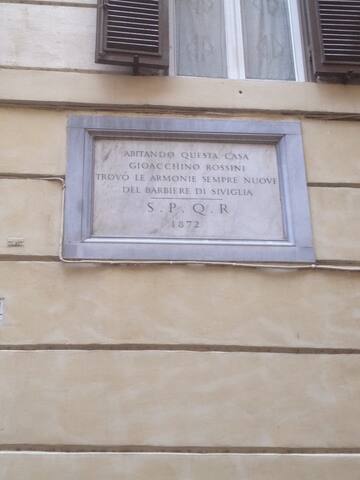 ABITANDO QUESTA CASA
GIOACCHINO ROSSINI
TROVÒ LE ARMONIE SEMPRE NUOVE
DEL BARBIERE DI SIVIGLIA
S. P. Q. R
1872